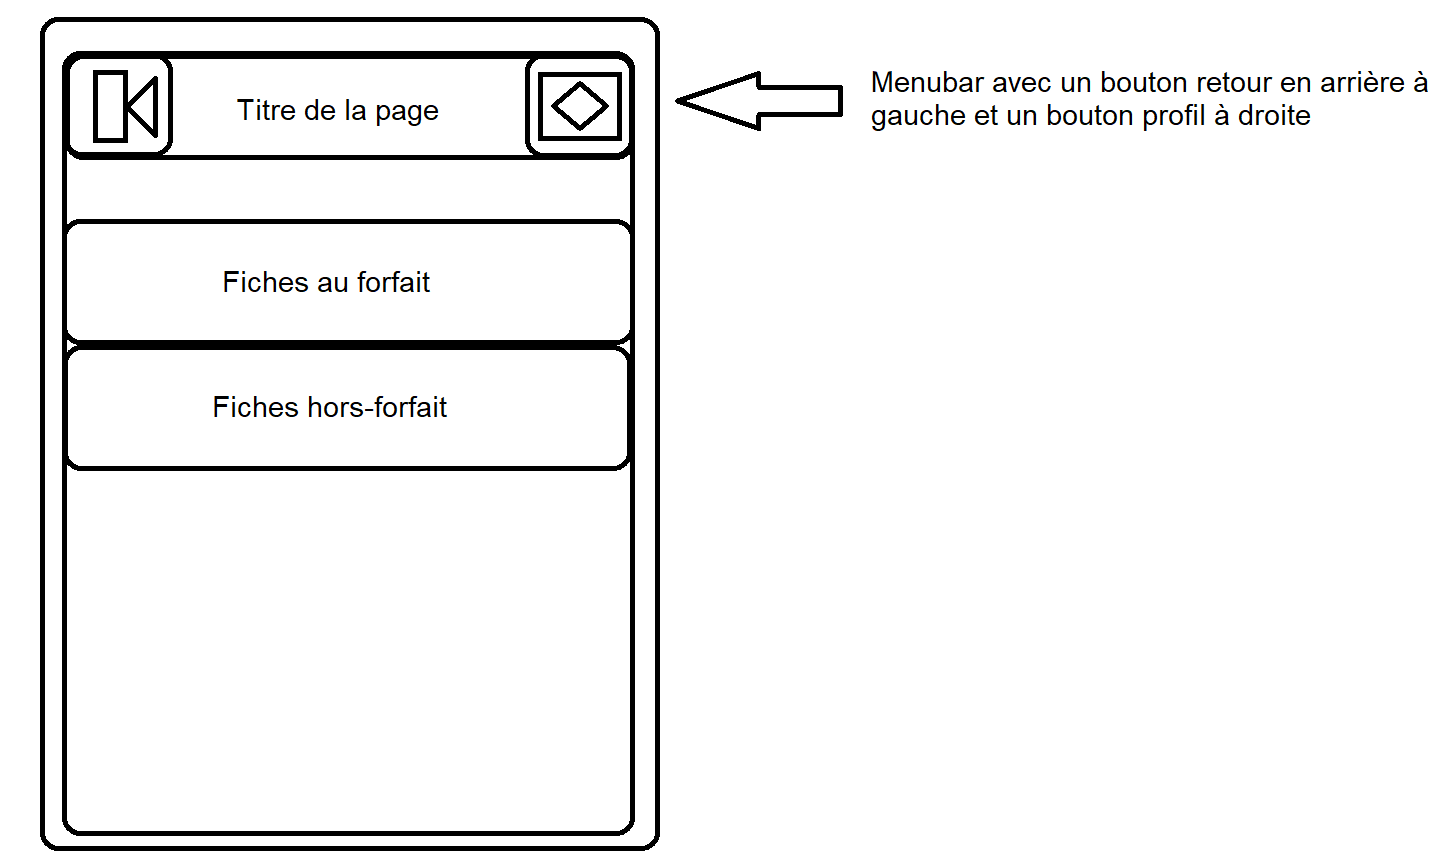 Titre de la page
Menubar avec un bouton retour en arrière à
gauche et un bouton profil à droite
Fiches au forfait
Fiches hors-forfait